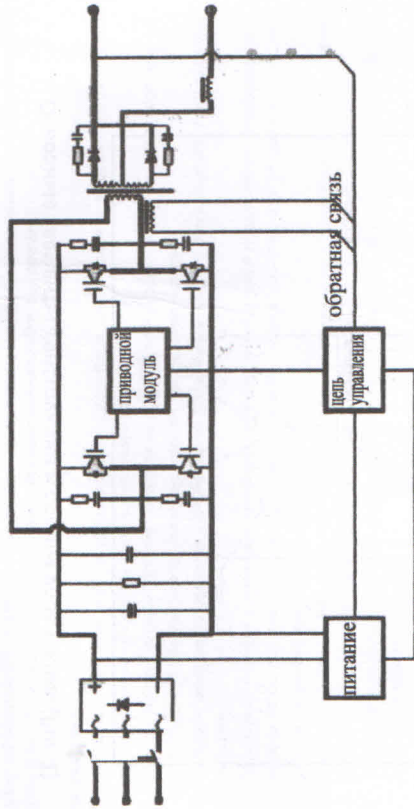 приводной
модуль
обратная связь
цепь
управления
питание